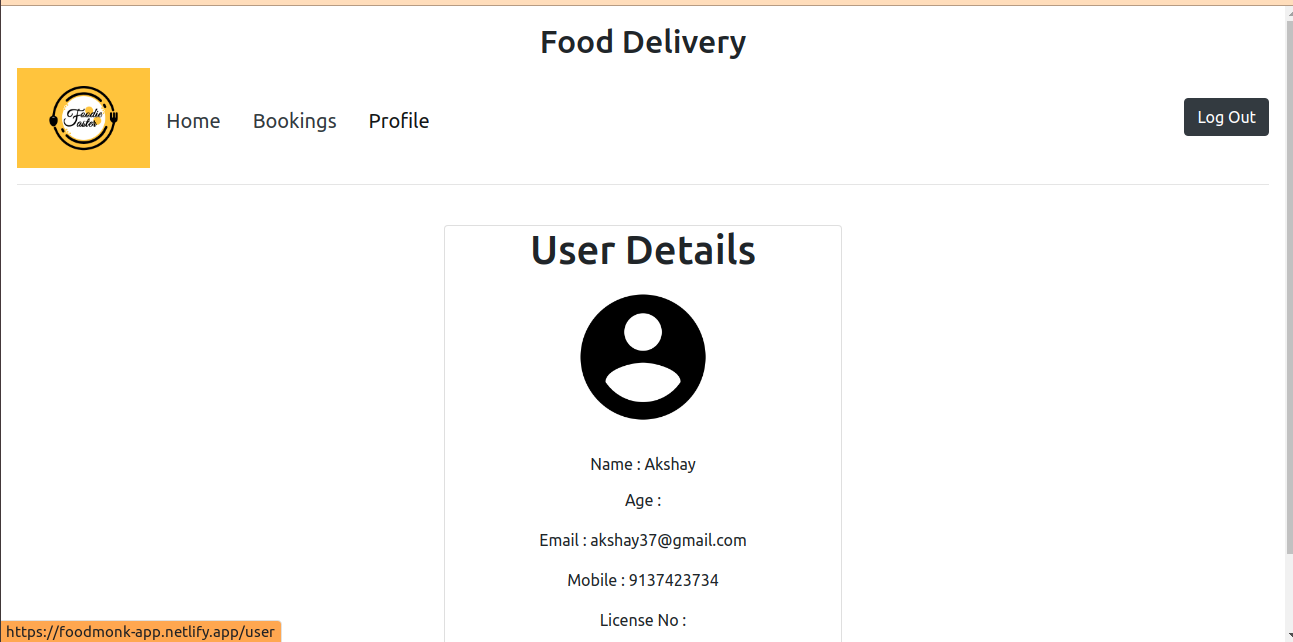 Food Delivery
Foodie
Taster
Home Bookings Profile
Log Out
User Details
Name : Akshay
Age :
Email : akshay37@gmail.com
Mobile : 9137423734
License No :
https://foodmonk-app.netlify.app/user